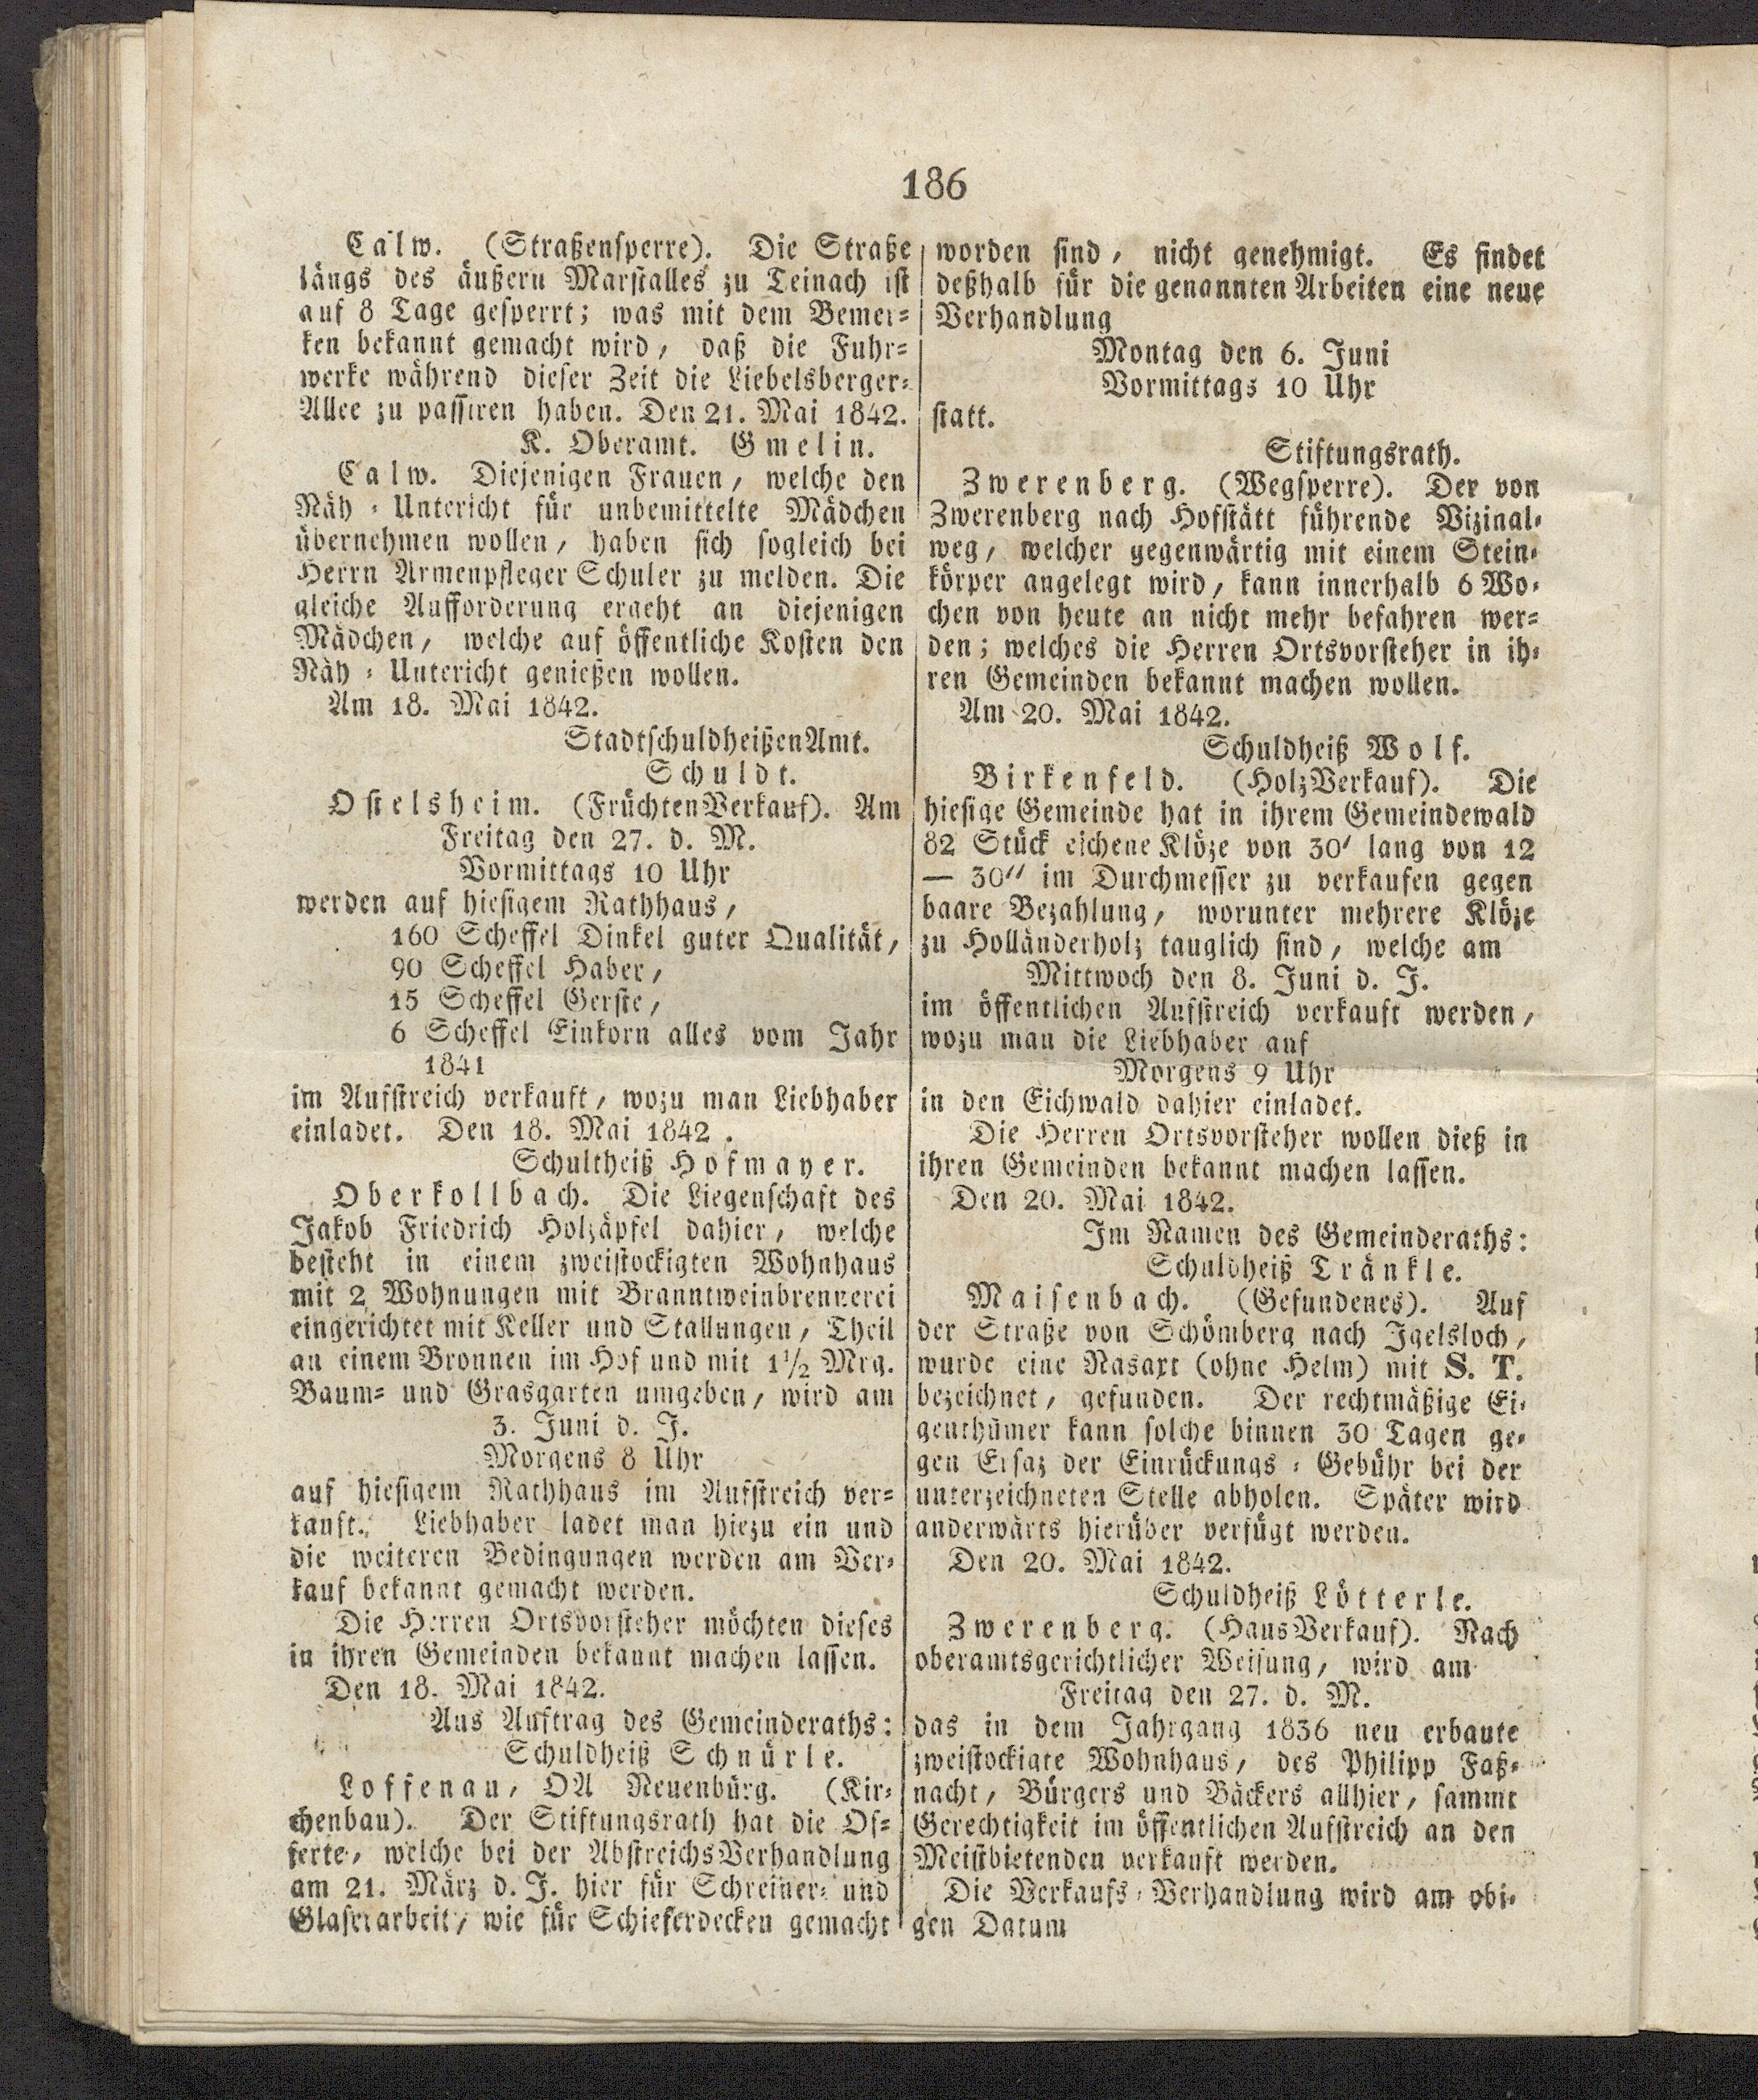 186
Calw. (Straßensperre). Die Straße
längs des äußern Marstalles zu Teinach ist
auf 8 Tage gesperrt; was mit dem Bemer-
ken bekannt gemacht wird, daß die Fuhr-
werke während dieser Zeit die Liebelsberger-
Allee zu passiren haben. Den 21. Mai 1842.
K. Oberamt. Gmelin.
Calw. Diejenigen Frauen, welche den
Näh-Untericht für unbemittelte Mädchen
übernehmen wollen, haben sich sogleich bei
Herrn Armenpfleger Schuler zu melden. Die
gleiche Aufforderung ergeht an diejenigen
Mädchen, welche auf öffentliche Kosten den
Näh-Untericht genießen wollen.
Am 18. Mai 1842.
StadtschuldheißenAmt.
Schuldt.
Ostelsheim. (FrüchtenVerkauf). Am
Freitag den 27. d. M.
Vormittags 10 Uhr
werden auf hiesigem Rathhaus,
160 Scheffel Dinkel guter Qualität,
90 Scheffel Haber,
15 Scheffel Gerste,
6 Scheffel Einkorn alles vom Jahr
1841
im Aufstreich verkauft, wozu man Liebhaber
einladet. Den 18. Mai 1842.
Schultheiß Hofmayer.
Oberkollbach. Die Liegenschaft des
Jakob Friedrich Holzäpfel dahier, welche
besteht in einem zweistockigten Wohnhaus
mit 2 Wohnungen mit Branntweinbrennerei
eingerichtet mit Keller und Stallungen, Theil
an einem Bronnen im Hof und mit 1½ Mrg.
Baum- und Grasgarten umgeben, wird am
3. Juni d. J.
Morgens 8 Uhr
auf hiesigem Rathhaus im Aufstreich ver-
kauft. Liebhaber ladet man hiezu ein und
die weiteren Bedingungen werden am Ver-
kauf bekannt gemacht werden.
Die Herren Ortsvorsteher möchten dieses
in ihren Gemeinden bekannt machen lassen.
Den 18. Mai 1842.
Aus Auftrag des Gemeinderaths:
Schuldheiß Schnürle.
Loffenau, OA Neuenbürg. (Kir-
chenbau). Der Stiftungsrath hat die Of-
ferte, welche bei der AbstreichsVerhandlung
am 21. März d. J. hier für Schreiner- und
Glaserarbeit, wie für Schieferdecken gemacht
worden sind, nicht genehmigt. Es findet
deßhalb für die genannten Arbeiten eine neue
Verhandlung
Montag den 6. Juni
Vormittags 10 Uhr
statt.
Stiftungsrath.
Zwerenberg. (Wegsperre). Der von
Zwerenberg nach Hofstätt führende Vizinal-
weg, welcher gegenwärtig mit einem Stein-
körper angelegt wird, kann innerhalb 6 Wo-
chen von heute an nicht mehr befahren wer-
den; welches die Herren Ortsvorsteher in ih-
ren Gemeinden bekannt machen wollen.
Am 20. Mai 1842.
Schuldheiß Wolf.
Birkenfeld. (HolzVerkauf). Die
hiesige Gemeinde hat in ihrem Gemeindewald
82 Stück eichene Klöze von 30' lang von 12
— 30'' im Durchmesser zu verkaufen gegen
baare Bezahlung, worunter mehrere Klöze
zu Holländerholz tauglich sind, welche am
Mittwoch den 8. Juni d. J.
im öffentlichen Aufstreich verkauft werden,
wozu man die Liebhaber auf
Morgens 9 Uhr
in den Eichwald dahier einladet.
Die Herren Ortsvorsteher wollen dieß in
ihren Gemeinden bekannt machen lassen.
Den 20. Mai 1842.
Im Namen des Gemeinderaths:
Schuldheiß Tränkle.
Maisenbach. (Gefundenes). Auf
der Straße von Schömberg nach Igelsloch,
wurde eine Nasaxt (ohne Helm) mit S. T.
bezeichnet, gefunden. Der rechtmäßige Ei-
genthümer kann solche binnen 30 Tagen ge-
gen Ersaz der Einrückungs-Gebühr bei der
unterzeichneten Stelle abholen. Später wird
anderwärts hierüber verfügt werden.
Den 20. Mai 1842.
Schuldheiß Lötterle.
Zwerenberg. (HausVerkauf). Nach
oberamtsgerichtlicher Weisung, wird am
Freitag den 27. d. M.
das in dem Jahrgang 1836 neu erbaute
zweistockigte Wohnhaus, des Philipp Faß-
nacht, Bürgers und Bäckers allhier, sammt
Gerechtigkeit im öffentlichen Aufstreich an den
Meistbietenden verkauft werden.
Die Verkaufs-Verhandlung wird am obi-
gen Datum